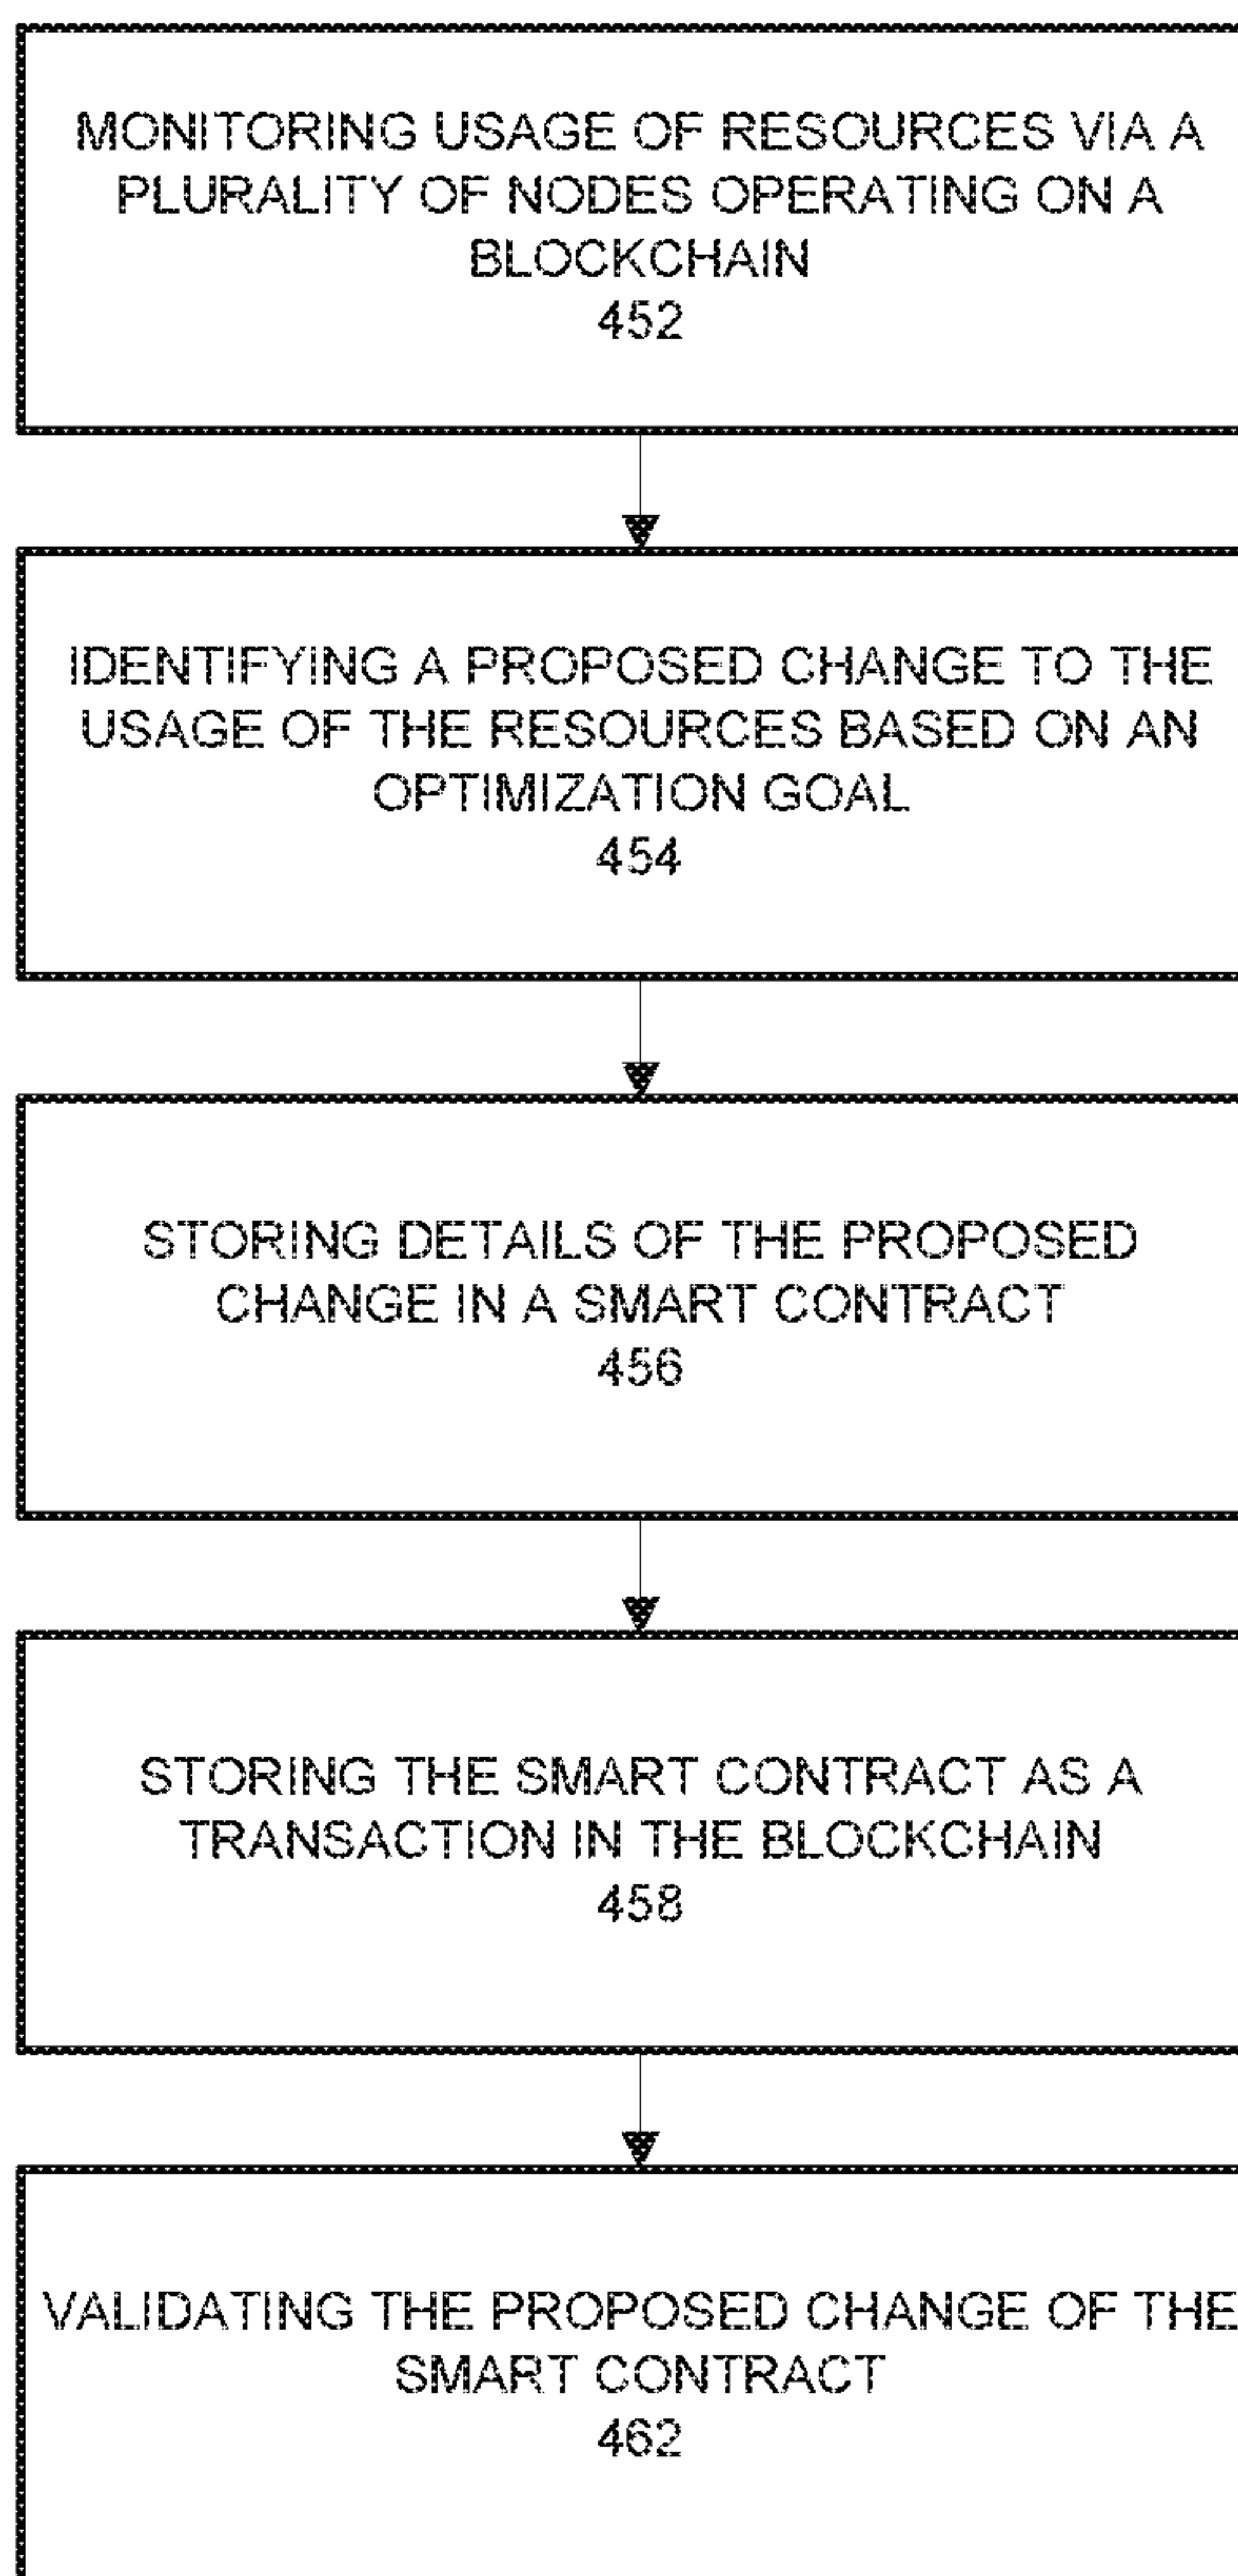 MONITORING USAGE OF RESOURCES VIA A
PLURALITY OF NODES OPERATING ON A
BLOCKCHAIN
452
IDENTIFYING A PROPOSED CHANGE TO THE
USAGE OF THE RESOURCES BASED ON AN
OPTIMIZATION GOAL
454
STORING DETAILS OF THE PROPOSED
CHANGE IN A SMART CONTRACT
456
STORING THE SMART CONTRACT AS A
TRANSACTION IN THE BLOCKCHAIN
458
VALIDATING THE PROPOSED CHANGE OF THE
SMART CONTRACT
462